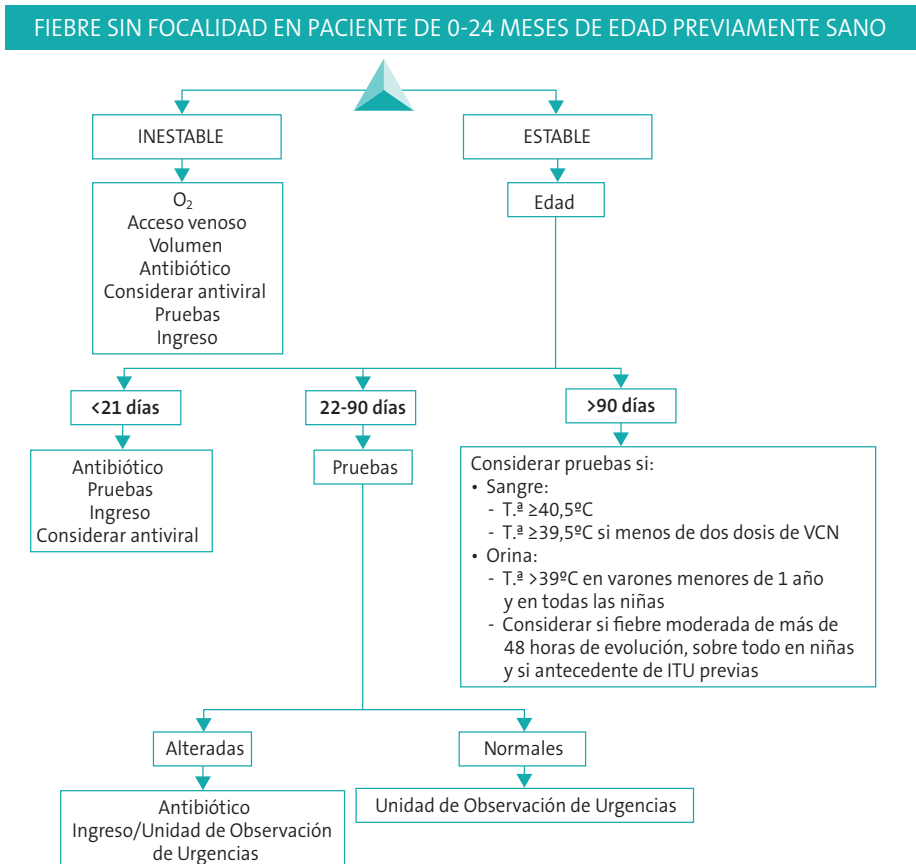 FIEBRE SIN FOCALIDAD EN PACIENTE DE 0-24 MESES DE EDAD PREVIAMENTE SANO
INESTABLE
ESTABLE
O₂
Acceso venoso
Volumen
Antibiótico
Considerar antiviral
Pruebas
Ingreso
Edad
<21 días
22-90 días
>90 días
Antibiótico
Pruebas
Ingreso
Considerar antiviral
Pruebas
Considerar pruebas si:
• Sangre:
- T.ª ≥40,5ºC
- T.ª ≥39,5ºC si menos de dos dosis de VCN
• Orina:
- T.ª >39ºC en varones menores de 1 año
y en todas las niñas
- Considerar si fiebre moderada de más de
48 horas de evolución, sobre todo en niñas
y si antecedente de ITU previas
Alteradas
Normales
Antibiótico
Ingreso/Unidad de Observación
de Urgencias
Unidad de Observación de Urgencias